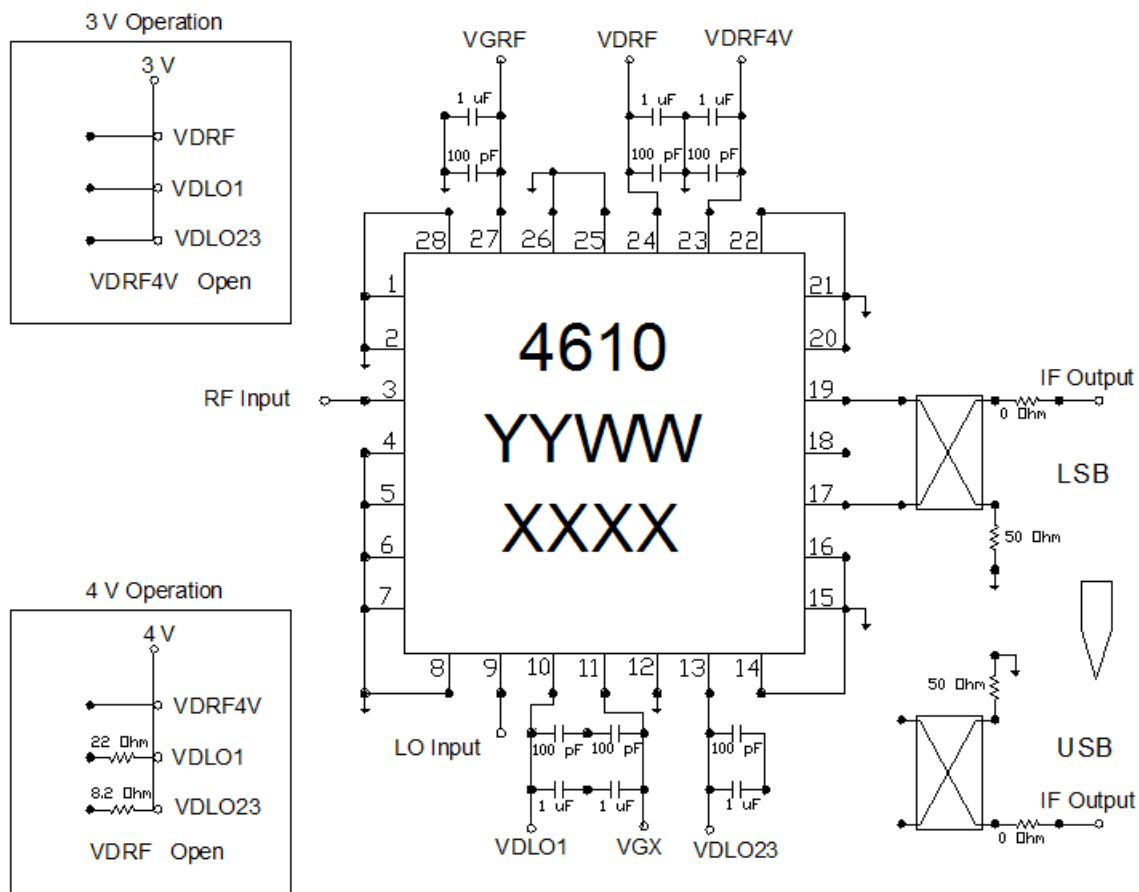 3 V Operation
3 V
VDRF
VDLO1
VDLO23
VDRF4V Open
VGRF
VDRF
VDRF4V
1 uF
1 uF
1 uF
100 pF
100 pF
100 pF
28
27
26
25
24
23
22
1
2
3
4
5
6
7
21
20
19
18
17
16
15
8
9
10
11
12
13
14
4610
YYWW
XXXX
RF Input
LO Input
100 pF
100 pF
100 pF
1 uF
1 uF
1 uF
VDLO1
VGX
VDLO23
IF Output
0 Ohm
LSB
50 Ohm
50 Ohm
USB
IF Output
0 Ohm
4 V Operation
4 V
VDRF4V
22 Ohm
VDLO1
8.2 Ohm
VDLO23
VDRF Open